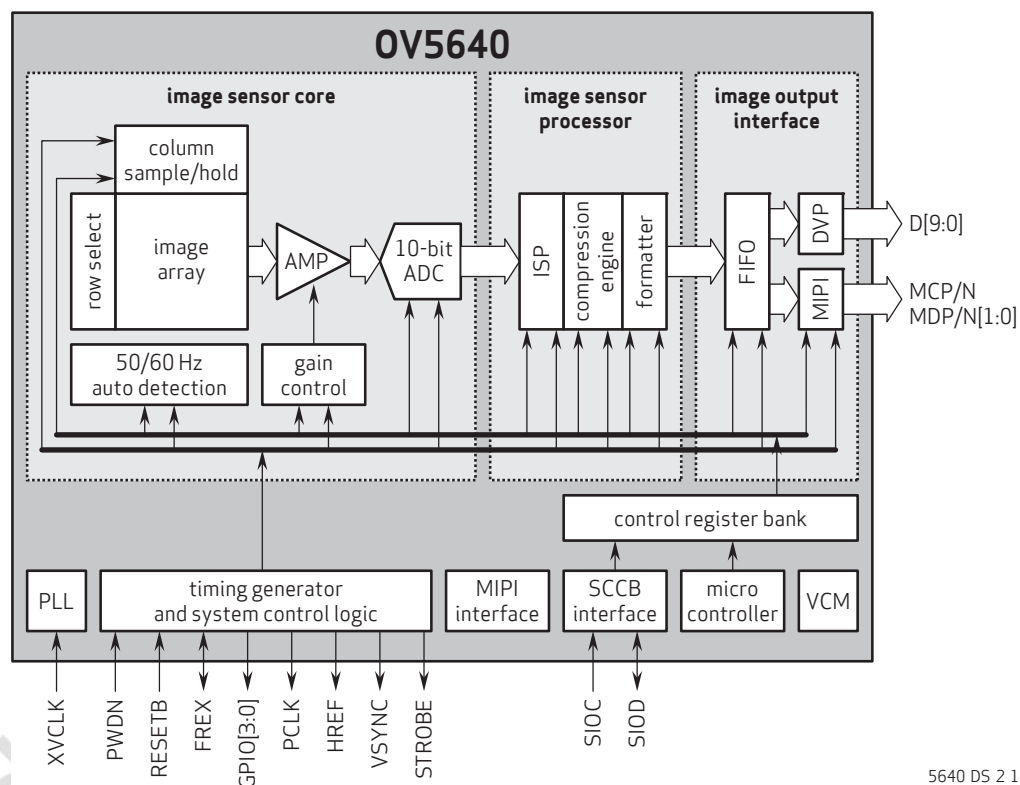 OV5640
image sensor core
image sensor
processor
image output
interface
column
sample/hold
row select
image
array
AMP
10-bit
ADC
ISP
compression
engine
formatter
FIFO
DVP
MIPI
D[9:0]
MCP/N
MDP/N[1:0]
50/60 Hz
auto detection
gain
control
control register bank
PLL
timing generator
and system control logic
MIPI
interface
SCCB
interface
micro
controller
VCM
XVCLK
PWDN
RESETB
FREX
GPIO[3:0]
PCLK
HREF
VSYNC
STROBE
SIOC
SIOD
5640 DS 2 1